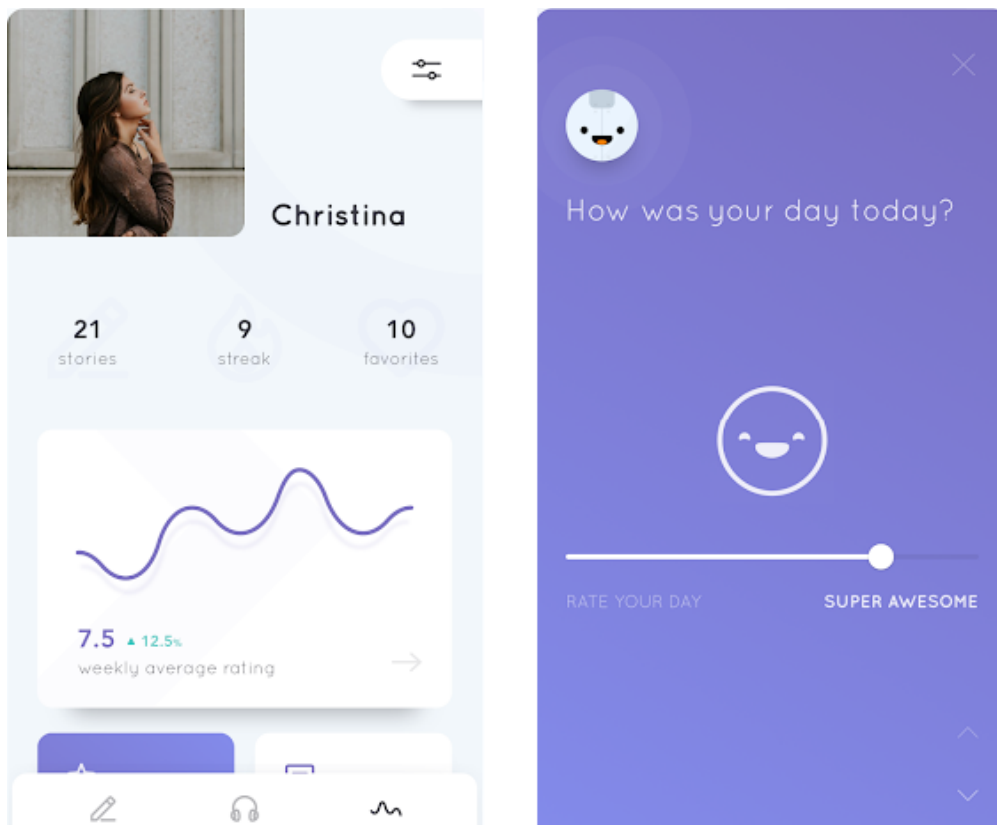 Christina
21
stories
9
streak
10
favorites
7.5 ▲ 12.5%
weekly average rating
How was your day today?
RATE YOUR DAY
SUPER AWESOME